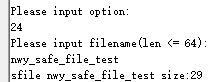 Please input option:
24
Please input filename(len <= 64):
nwy_safe_file_test
sfile nwy_safe_file_test size:29